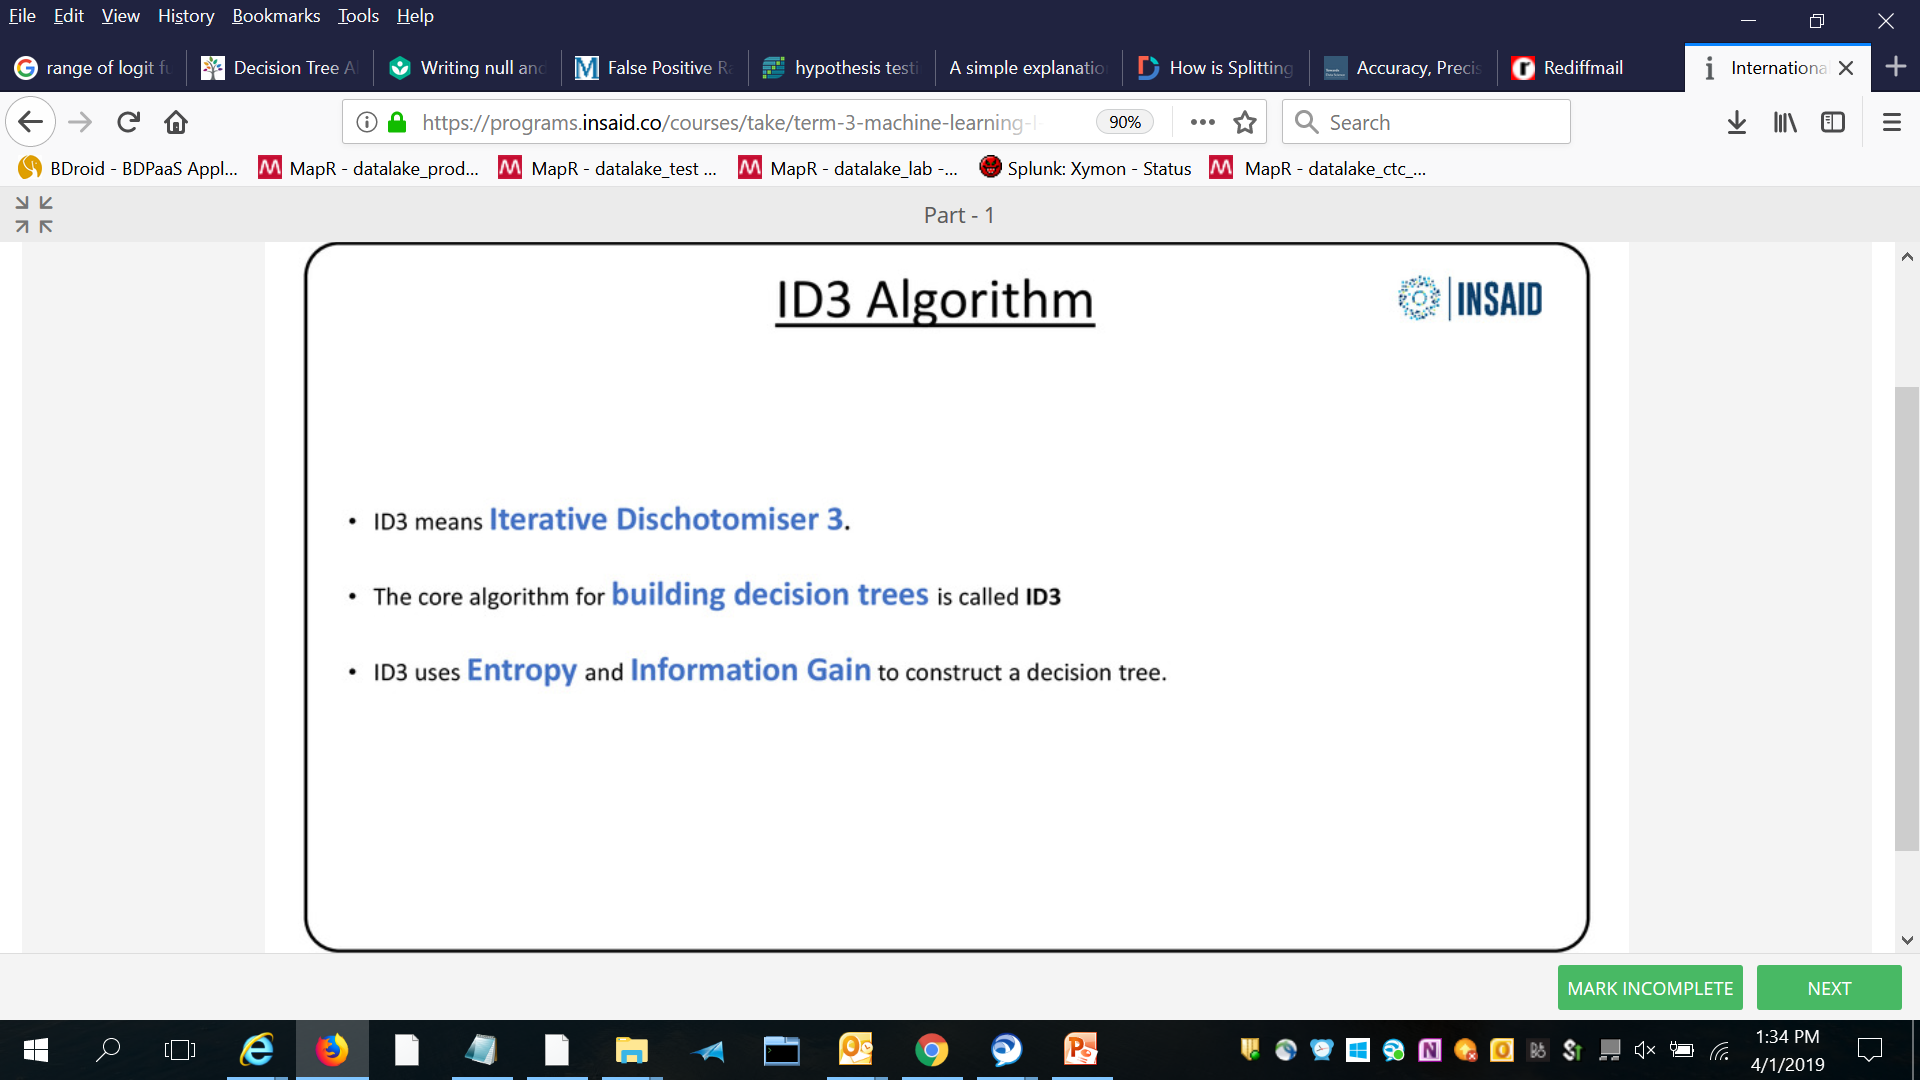 File Edit View History Bookmarks Tools Help
range of logit fu
Decision Tree Al
Writing null and
False Positive Ra
hypothesis testi
A simple explanation
How is Splitting
Accuracy, Precis
Rediffmail
Internationa
https://programs.insaid.co/courses/take/term-3-machine-learning-l
90%
Search
BDroid - BDPaaS Appl...
MapR - datalake_prod...
MapR - datalake_test ...
MapR - datalake_lab -...
Splunk: Xymon - Status
MapR - datalake_ctc_...
Part - 1
ID3 Algorithm
INSAID
• ID3 means Iterative Dischotomiser 3.
• The core algorithm for building decision trees is called ID3
• ID3 uses Entropy and Information Gain to construct a decision tree.
MARK INCOMPLETE
NEXT
1:34 PM
4/1/2019